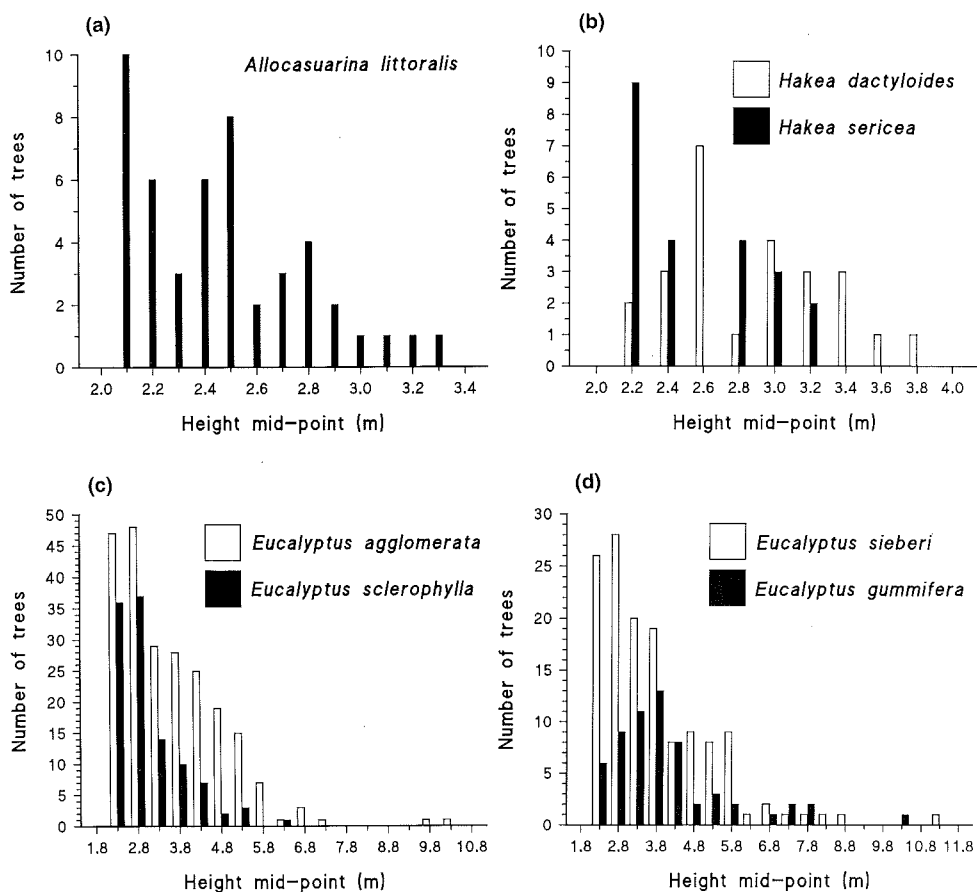 (a)
Allocasuarina littoralis
Number of trees
10
8
6
4
2
0
2.0 2.2 2.4 2.6 2.8 3.0 3.2 3.4
Height mid-point (m)
(b)
Hakea dactyloides
Hakea sericea
Number of trees
10
9
8
7
6
5
4
3
2
1
0
2.0 2.2 2.4 2.6 2.8 3.0 3.2 3.4 3.6 3.8 4.0
Height mid-point (m)
(c)
Eucalyptus agglomerata
Eucalyptus sclerophylla
Number of trees
50
45
40
35
30
25
20
15
10
5
0
1.8 2.8 3.8 4.8 5.8 6.8 7.8 8.8 9.8 10.8
Height mid-point (m)
(d)
Eucalyptus sieberi
Eucalyptus gummifera
Number of trees
30
25
20
15
10
5
0
1.8 2.8 3.8 4.8 5.8 6.8 7.8 8.8 9.8 10.8 11.8
Height mid-point (m)